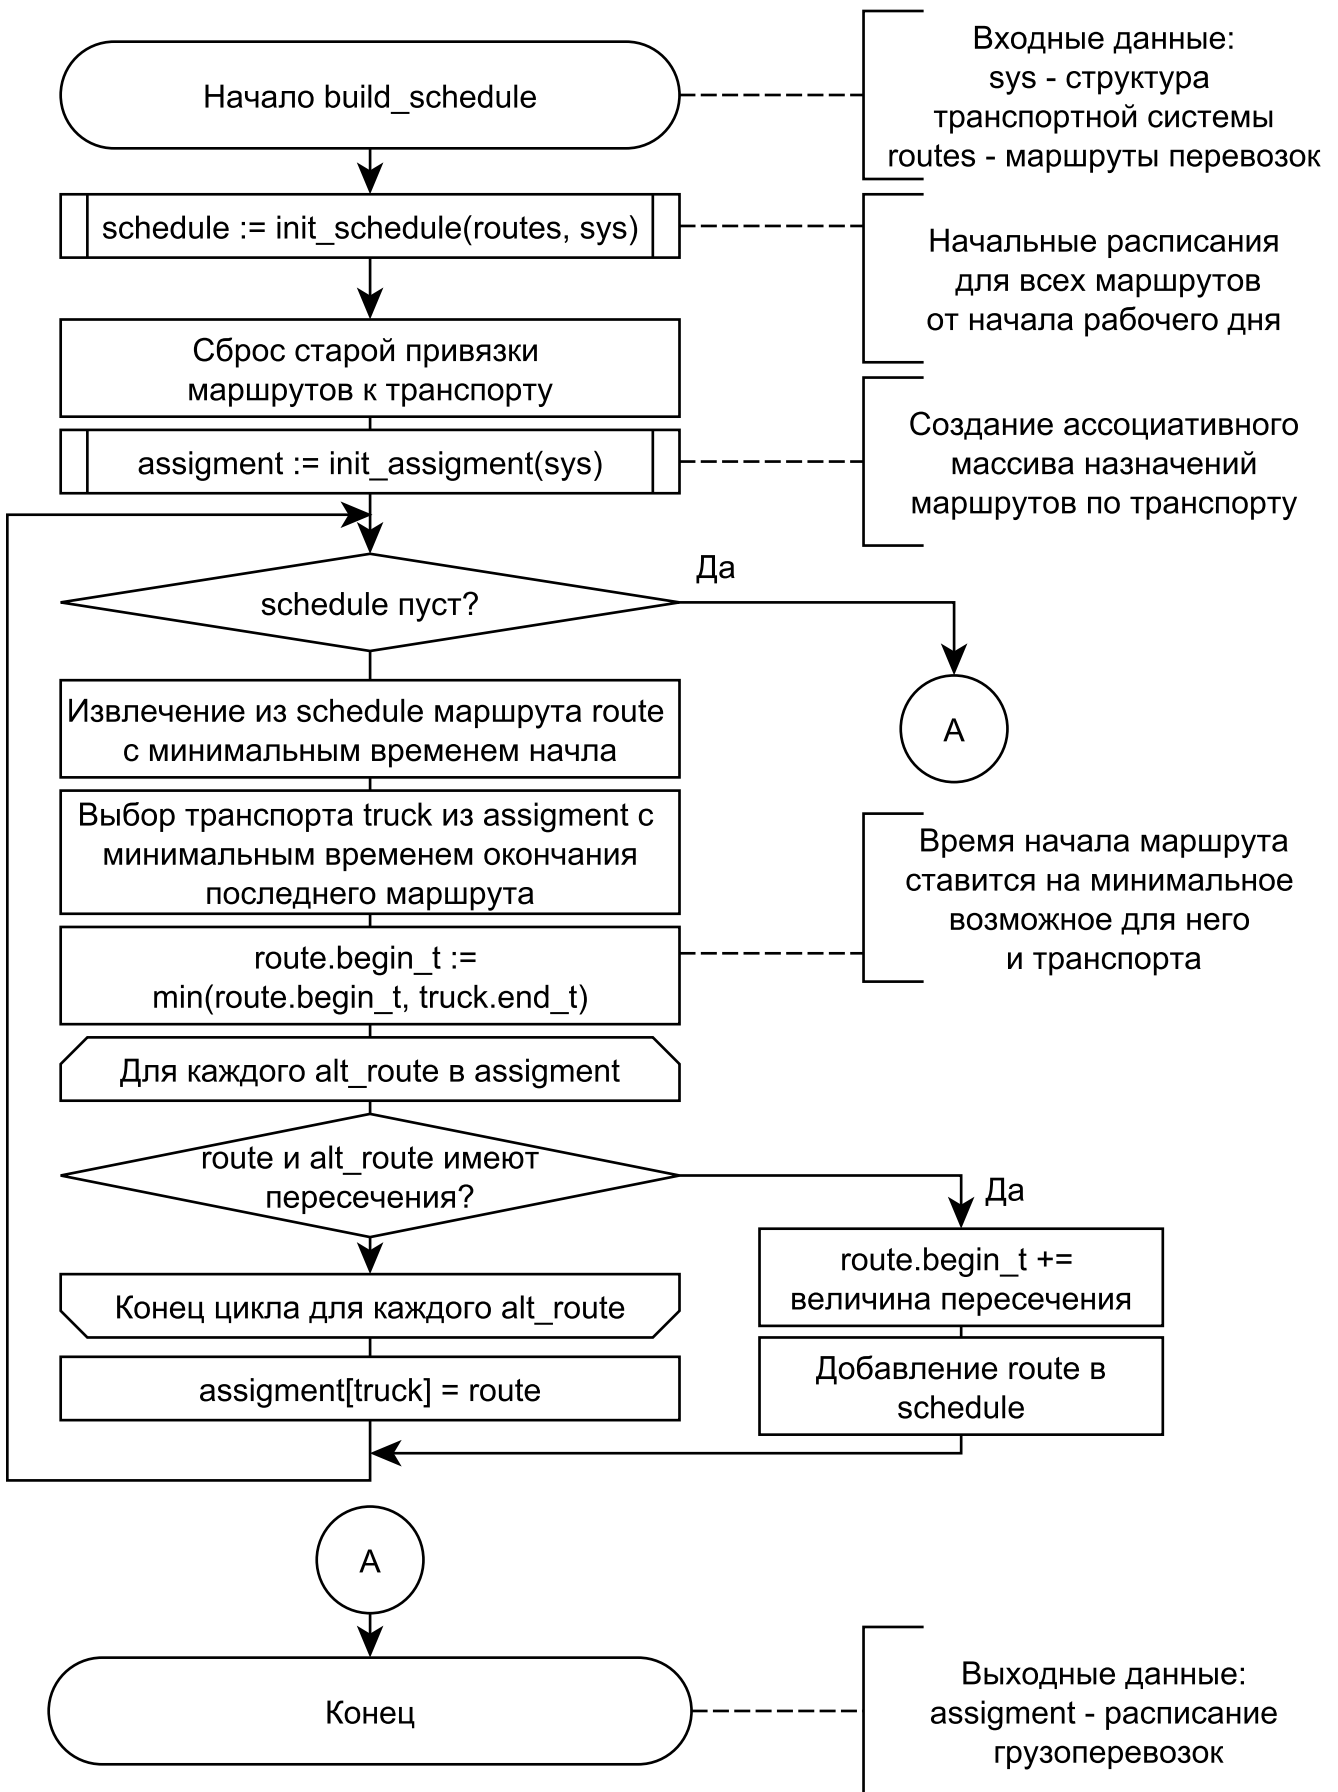 Начало build_schedule
Входные данные:
sys - структура
транспортной системы
routes - маршруты перевозок
schedule := init_schedule(routes, sys)
Начальные расписания
для всех маршрутов
от начала рабочего дня
Сброс старой привязки
маршрутов к транспорту
assigment := init_assigment(sys)
Создание ассоциативного
массива назначений
маршрутов по транспорту
schedule пуст?
Да
A
Извлечение из schedule маршрута route
с минимальным временем начла
Выбор транспорта truck из assigment с
минимальным временем окончания
последнего маршрута
route.begin_t :=
min(route.begin_t, truck.end_t)
Время начала маршрута
ставится на минимальное
возможное для него
и транспорта
Для каждого alt_route в assigment
route и alt_route имеют
пересечения?
Да
route.begin_t +=
величина пересечения
Добавление route в
schedule
Конец цикла для каждого alt_route
assigment[truck] = route
A
Конец
Выходные данные:
assigment - расписание
грузоперевозок